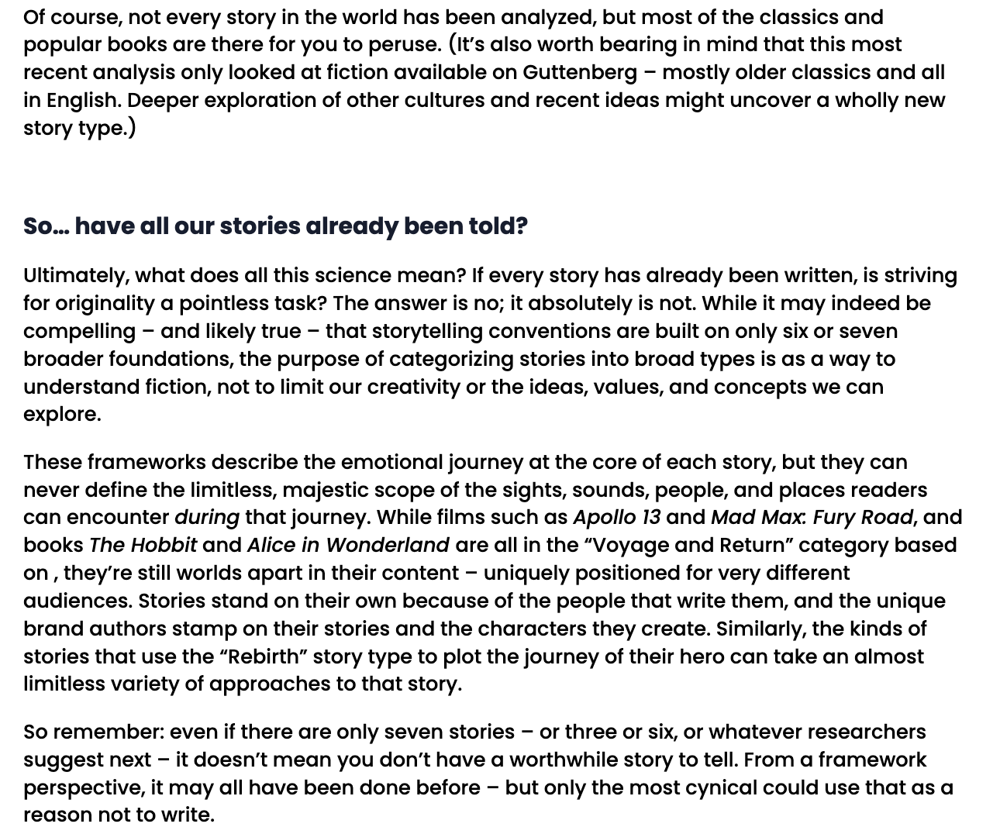 Of course, not every story in the world has been analyzed, but most of the classics and
popular books are there for you to peruse. (It’s also worth bearing in mind that this most
recent analysis only looked at fiction available on Guttenberg – mostly older classics and all
in English. Deeper exploration of other cultures and recent ideas might uncover a wholly new
story type.)
So... have all our stories already been told?
Ultimately, what does all this science mean? If every story has already been written, is striving
for originality a pointless task? The answer is no; it absolutely is not. While it may indeed be
compelling – and likely true – that storytelling conventions are built on only six or seven
broader foundations, the purpose of categorizing stories into broad types is as a way to
understand fiction, not to limit our creativity or the ideas, values, and concepts we can
explore.
These frameworks describe the emotional journey at the core of each story, but they can
never define the limitless, majestic scope of the sights, sounds, people, and places readers
can encounter during that journey. While films such as Apollo 13 and Mad Max: Fury Road, and
books The Hobbit and Alice in Wonderland are all in the “Voyage and Return” category based
on , they’re still worlds apart in their content – uniquely positioned for very different
audiences. Stories stand on their own because of the people that write them, and the unique
brand authors stamp on their stories and the characters they create. Similarly, the kinds of
stories that use the “Rebirth” story type to plot the journey of their hero can take an almost
limitless variety of approaches to that story.
So remember: even if there are only seven stories – or three or six, or whatever researchers
suggest next – it doesn’t mean you don’t have a worthwhile story to tell. From a framework
perspective, it may all have been done before – but only the most cynical could use that as a
reason not to write.